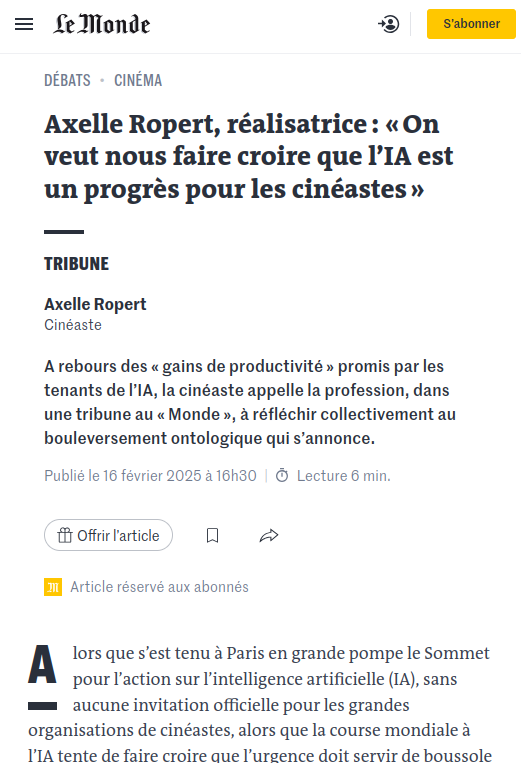 Le Monde
S'abonner
DÉBATS • CINÉMA
Axelle Ropert, réalisatrice : « On
veut nous faire croire que l’IA est
un progrès pour les cinéastes »
TRIBUNE
Axelle Ropert
Cinéaste
A rebours des « gains de productivité » promis par les
tenants de l’IA, la cinéaste appelle la profession, dans
une tribune au « Monde », à réfléchir collectivement au
bouleversement ontologique qui s’annonce.
Publié le 16 février 2025 à 16h30 | Lecture 6 min.
Offrir l'article
Article réservé aux abonnés
Alors que s’est tenu à Paris en grande pompe le Sommet
pour l’action sur l’intelligence artificielle (IA), sans
aucune invitation officielle pour les grandes
organisations de cinéastes, alors que la course mondiale à
l’IA tente de faire croire que l’urgence doit servir de boussole